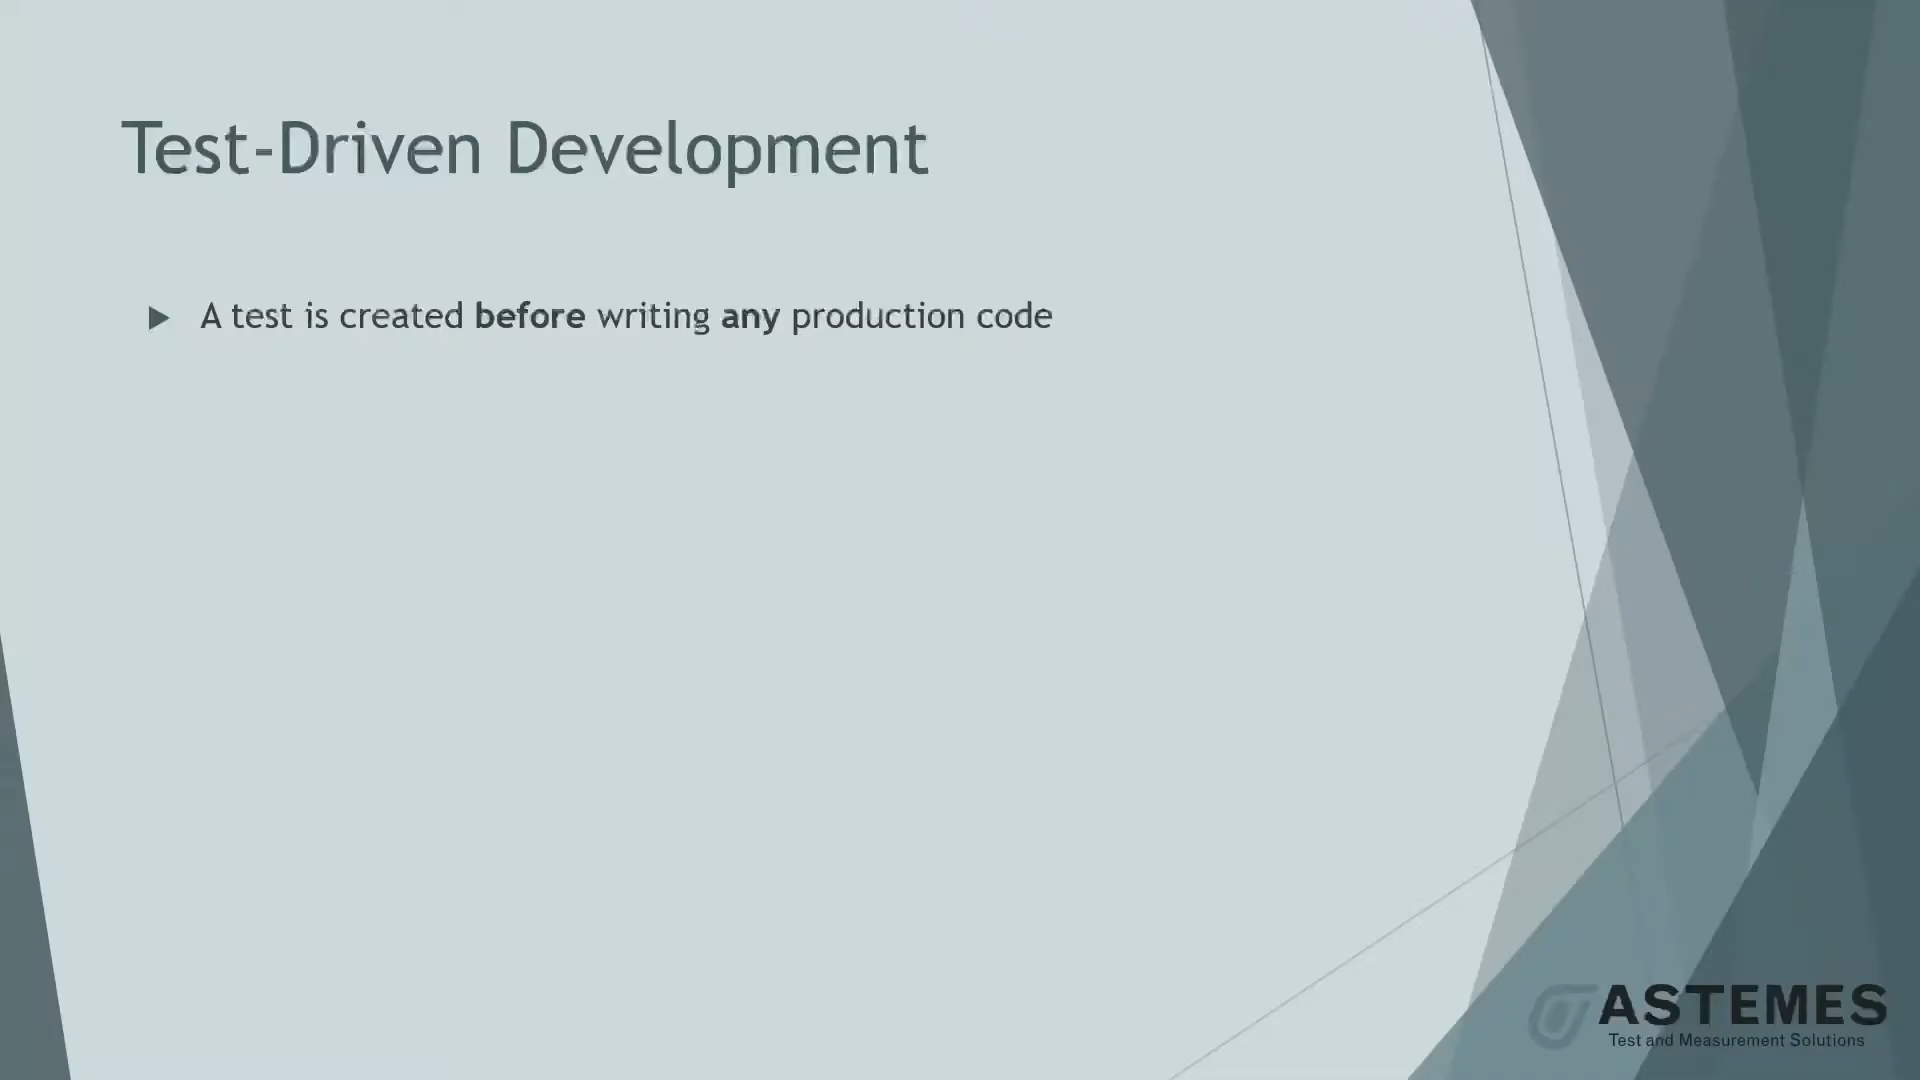 Test-Driven Development
A test is created before writing any production code
ASTEMES
Test and Measurement Solutions